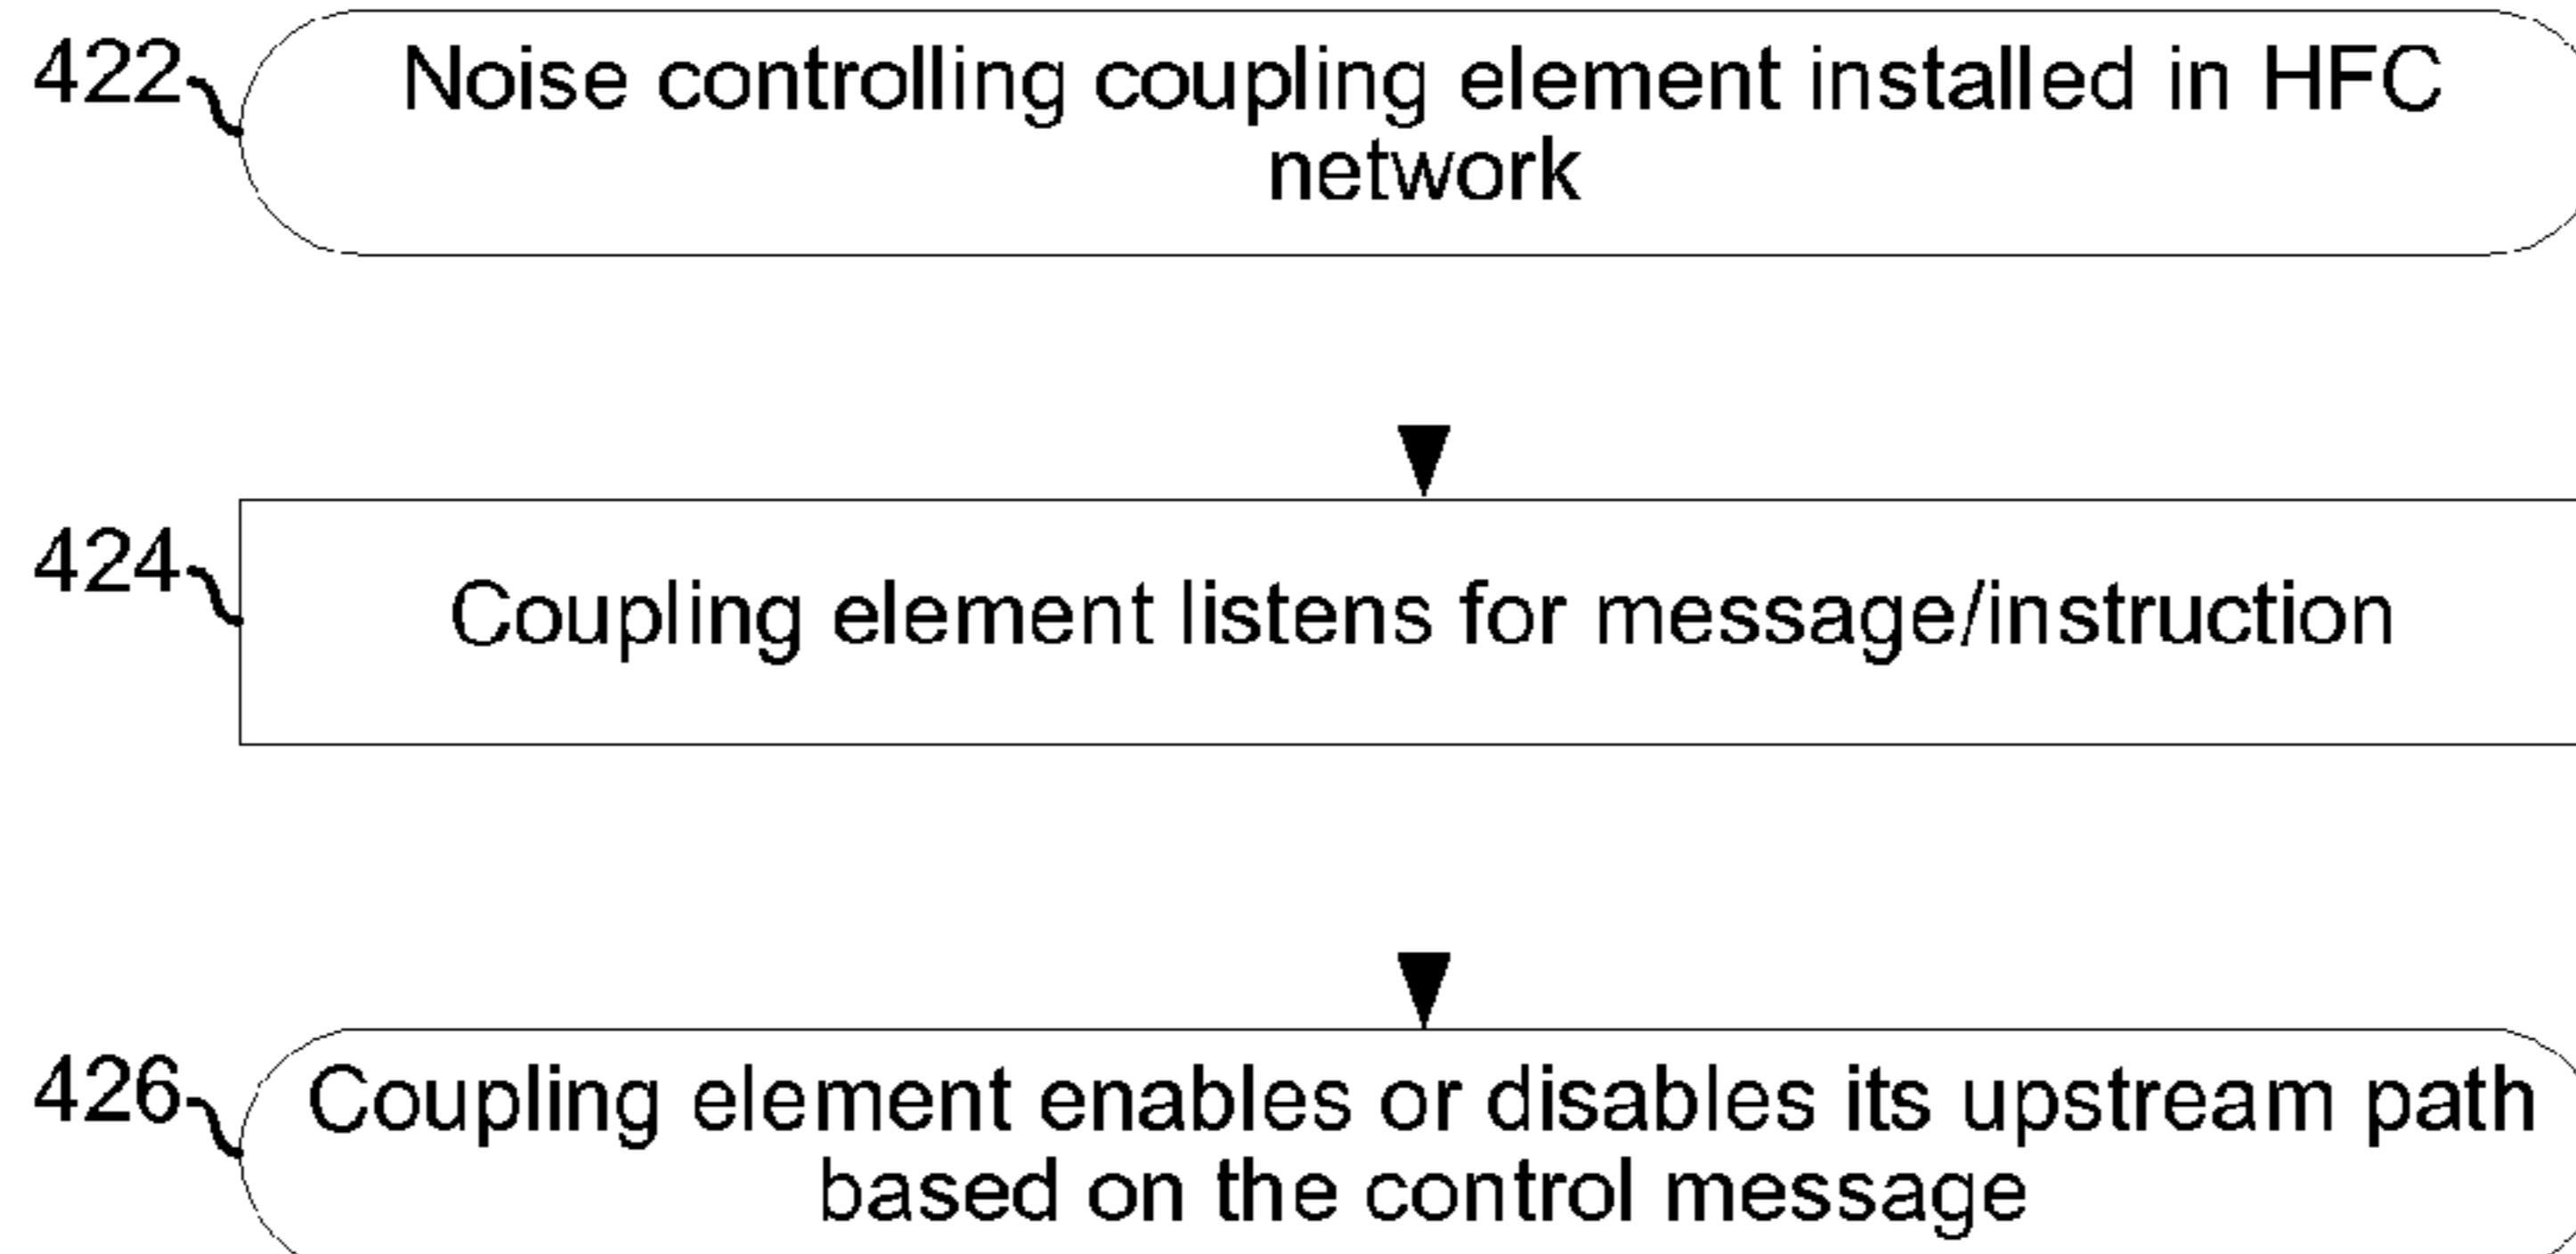 422
Noise controlling coupling element installed in HFC
network
424
Coupling element listens for message/instruction
426
Coupling element enables or disables its upstream path
based on the control message